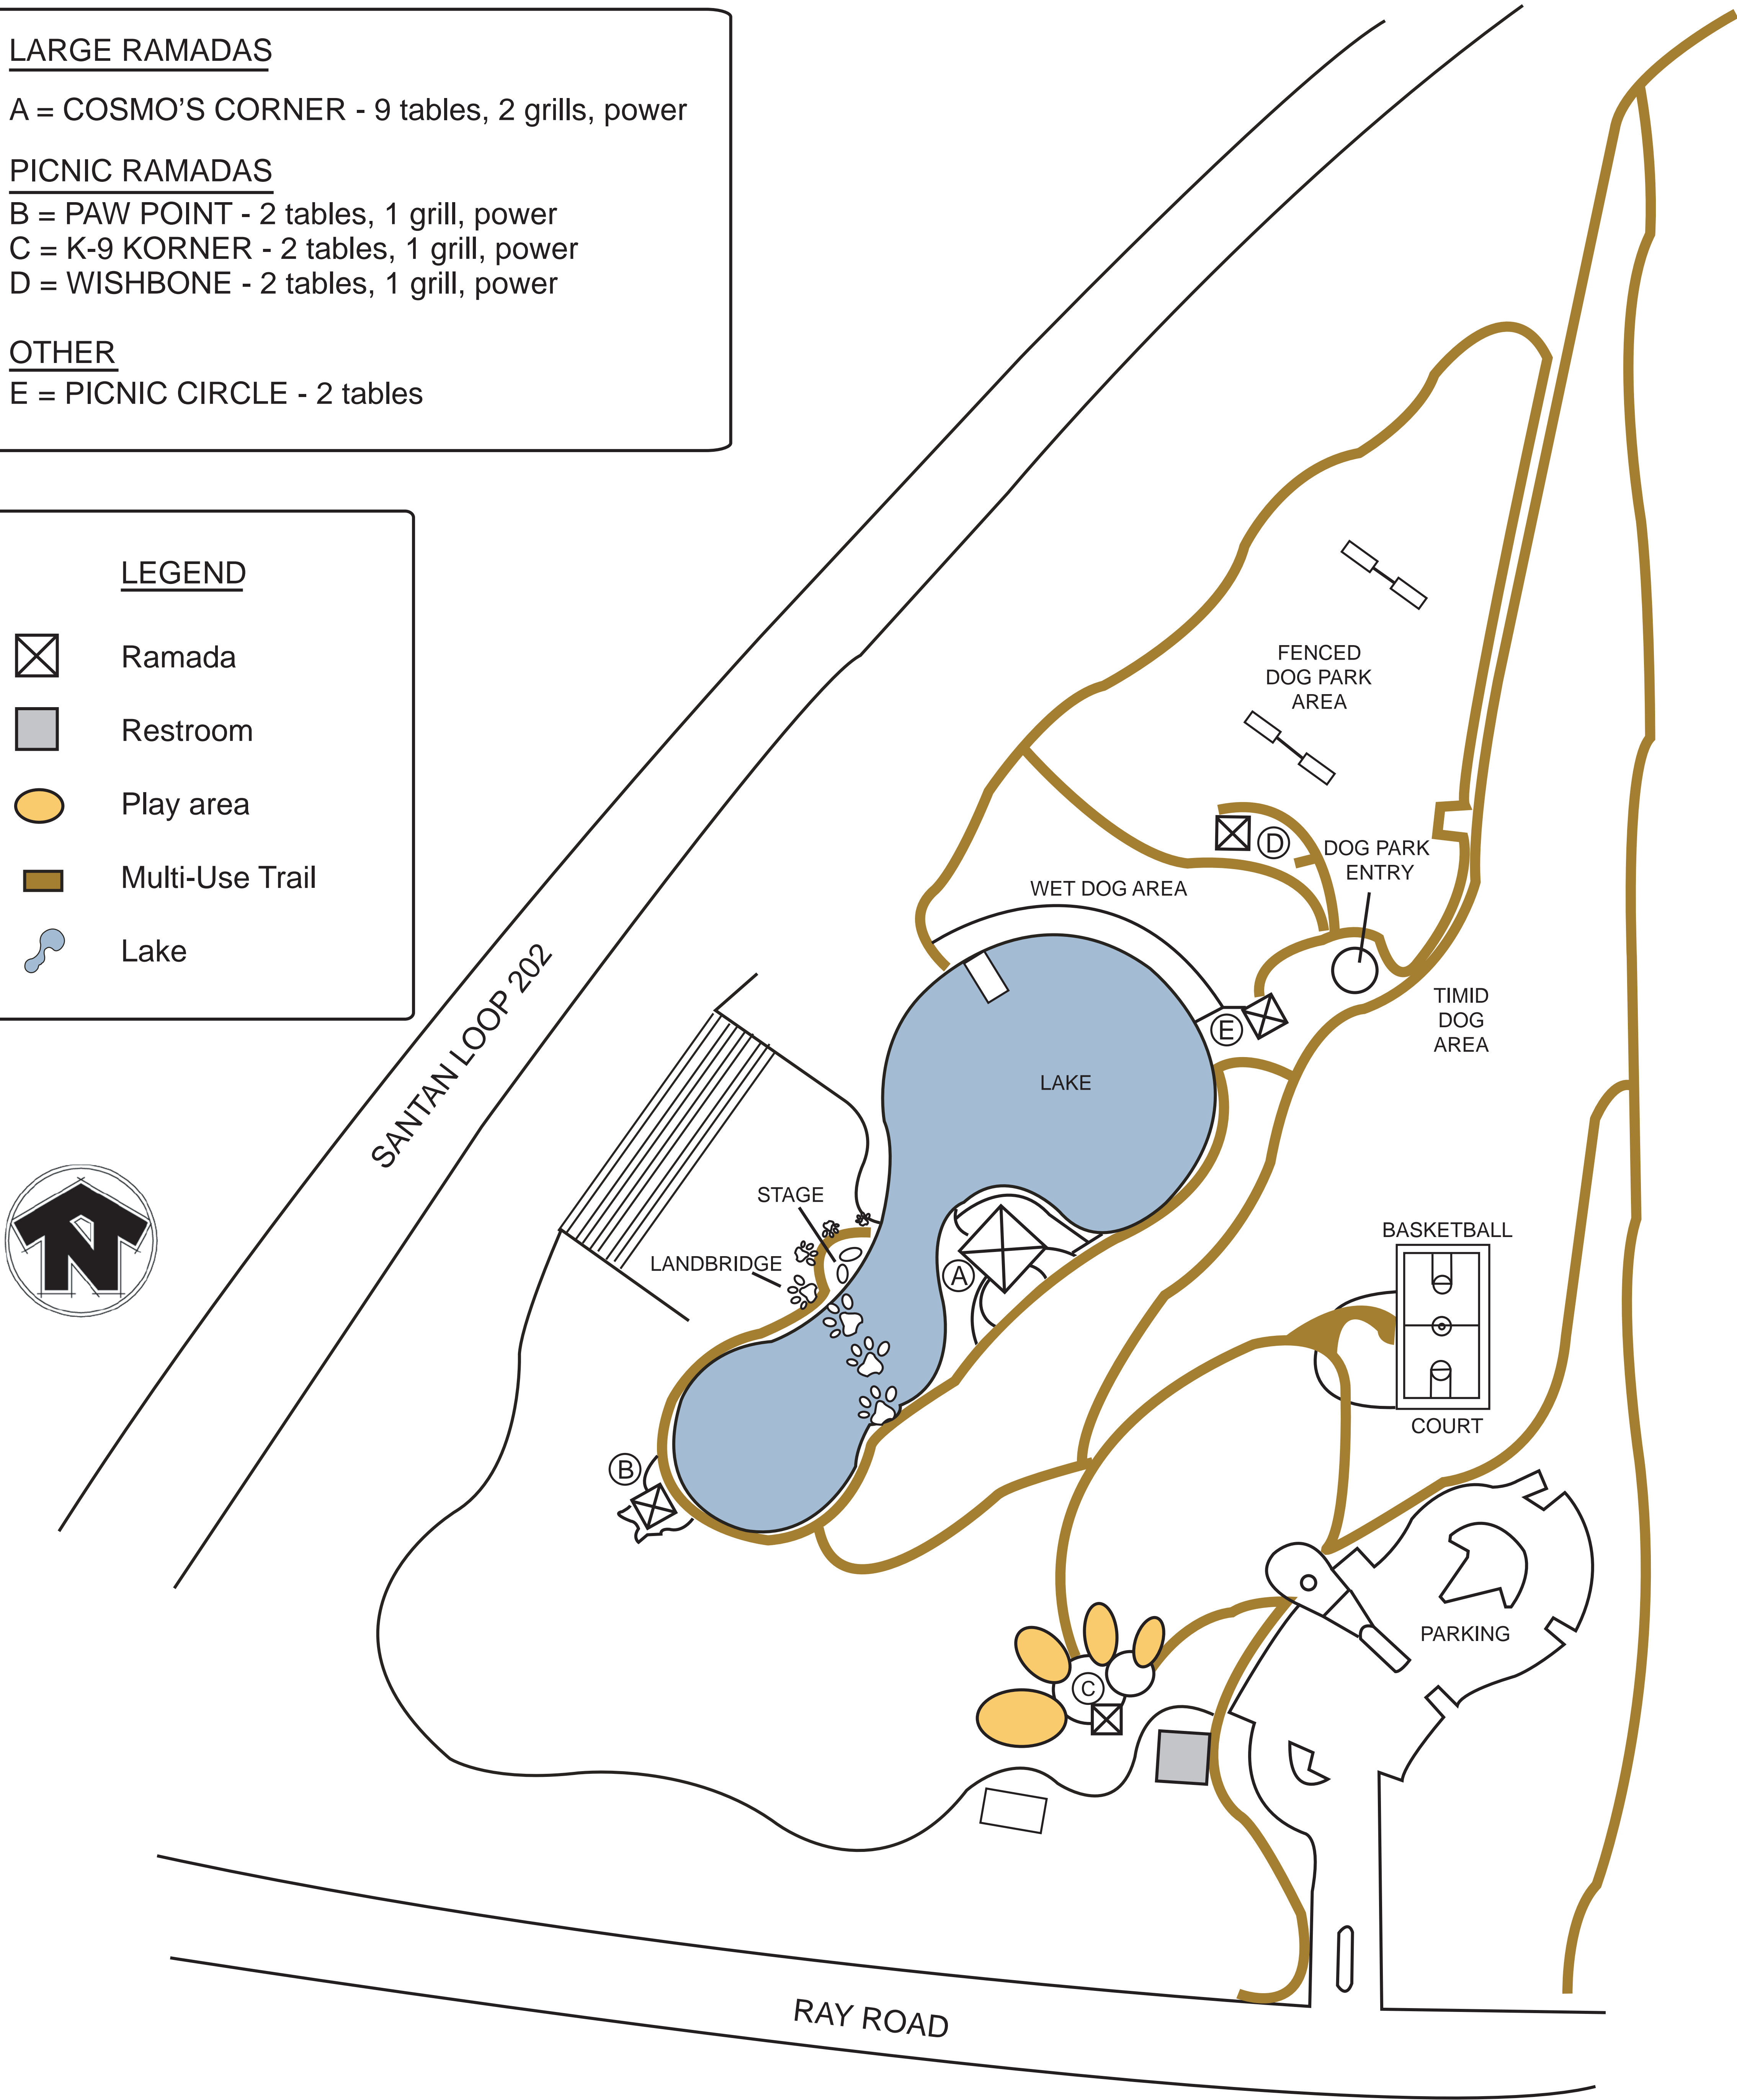 LARGE RAMADAS
A = COSMO'S CORNER - 9 tables, 2 grills, power
PICNIC RAMADAS
B = PAW POINT - 2 tables, 1 grill, power
C = K-9 KORNER - 2 tables, 1 grill, power
D = WISHBONE - 2 tables, 1 grill, power
OTHER
E = PICNIC CIRCLE - 2 tables
LEGEND
Ramada
Restroom
Play area
Multi-Use Trail
Lake
N
SANTAN LOOP 202
FENCED
DOG PARK
AREA
D
DOG PARK
ENTRY
WET DOG AREA
E
TIMID
DOG
AREA
LAKE
STAGE
LANDBRIDGE
A
BASKETBALL
COURT
B
PARKING
C
RAY ROAD